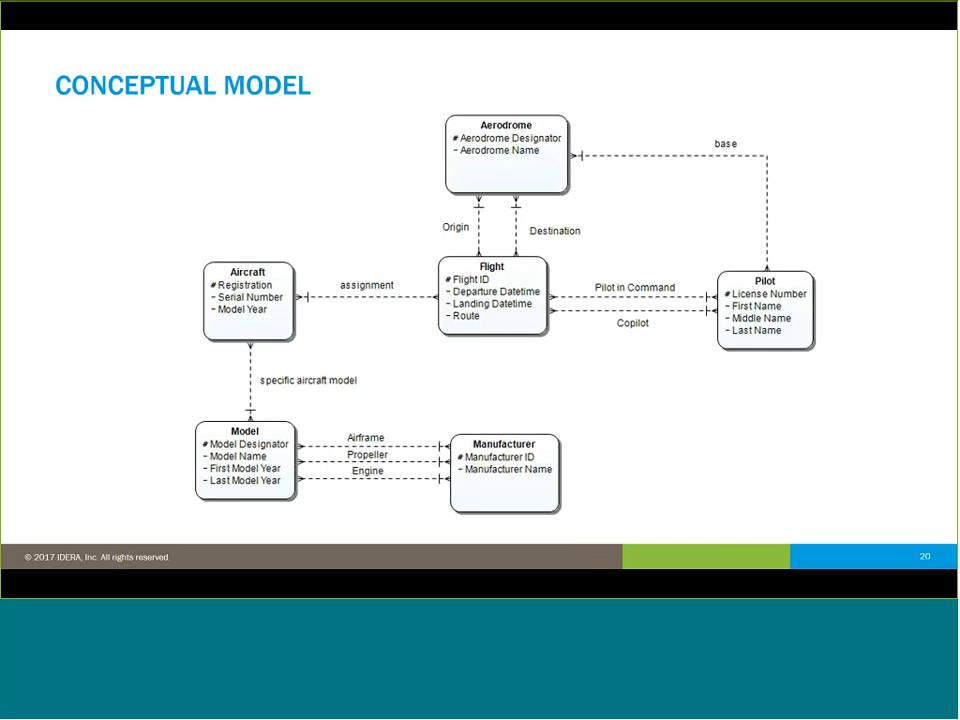 CONCEPTUAL MODEL
Aerodrome
# Aerodrome Designator
- Aerodrome Name
base
Origin
Destination
Aircraft
# Registration
- Serial Number
- Model Year
assignment
Flight
# Flight ID
- Departure Datetime
- Landing Datetime
- Route
Pilot in Command
Copilot
Pilot
# License Number
- First Name
- Middle Name
- Last Name
specific aircraft model
Model
# Model Designator
- Model Name
- First Model Year
- Last Model Year
Airframe
Propeller
Engine
Manufacturer
# Manufacturer ID
- Manufacturer Name
© 2017 IDERA, Inc. All rights reserved.
20